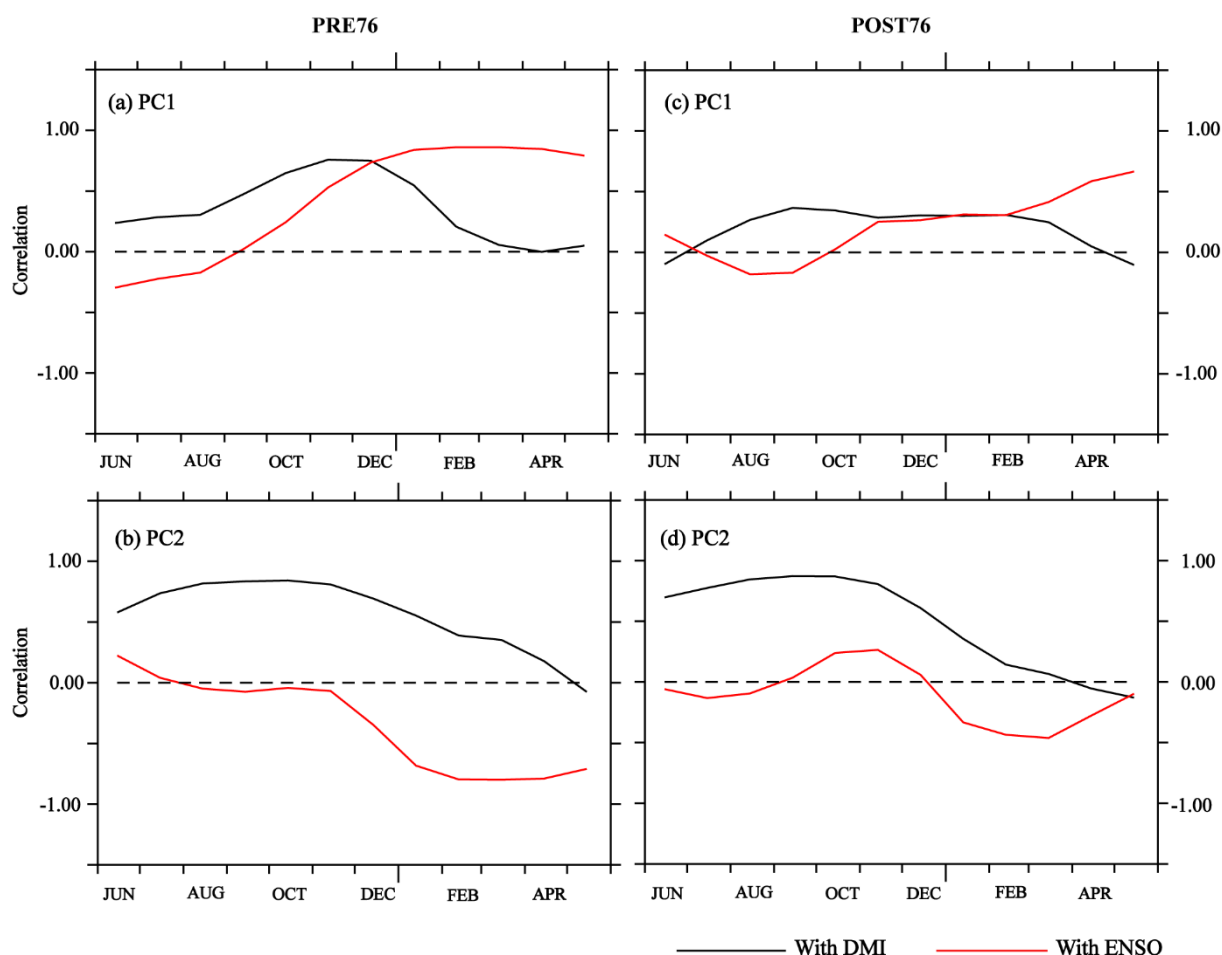 PRE76
POST76
(a) PC1
(c) PC1
1.00
1.00
Correlation
0.00
0.00
-1.00
-1.00
JUN AUG OCT DEC FEB APR
JUN AUG OCT DEC FEB APR
(b) PC2
(d) PC2
1.00
1.00
Correlation
0.00
0.00
-1.00
-1.00
JUN AUG OCT DEC FEB APR
JUN AUG OCT DEC FEB APR
With DMI
With ENSO